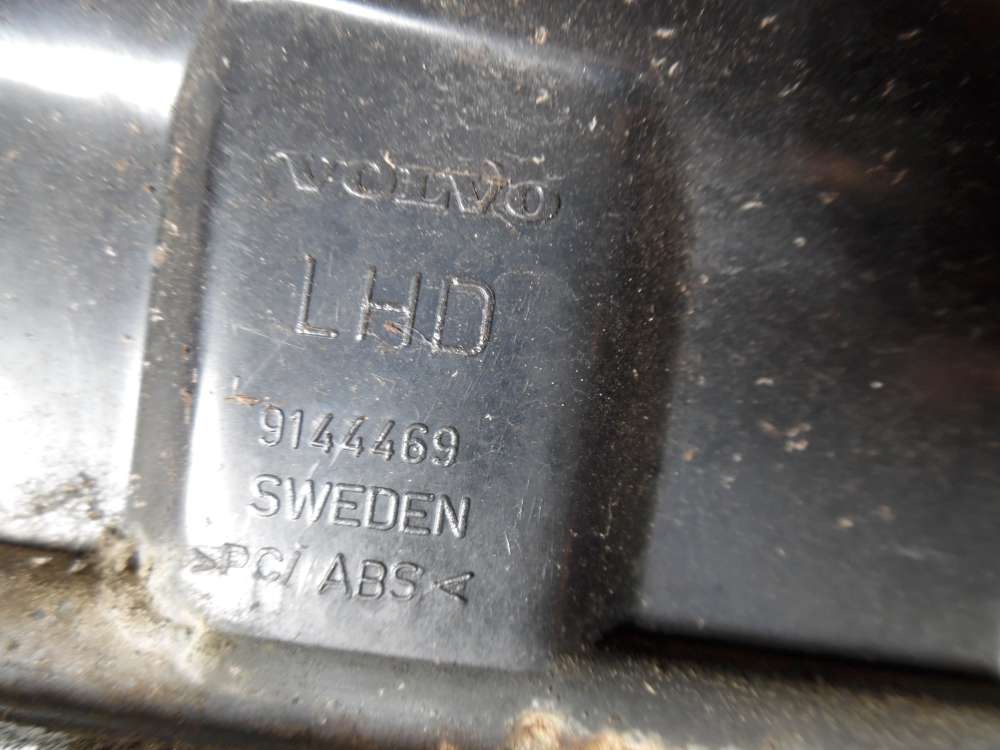 VOLVO
LHD
9144469
SWEDEN
>PC/ABS<